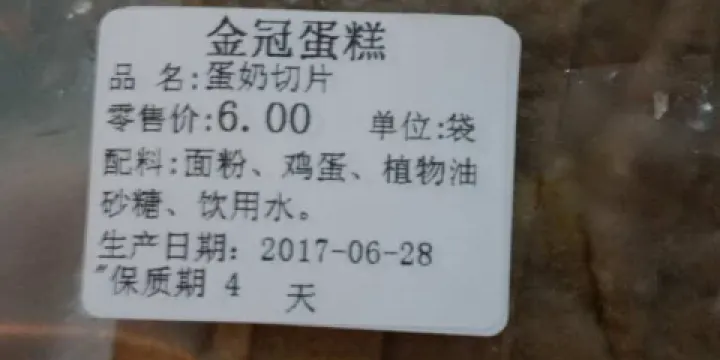 金冠蛋糕
品 名:蛋奶切片
零售价:6.00 单位:袋
配料:面粉、鸡蛋、植物油
砂糖、饮用水。
生产日期: 2017-06-28
"保质期 4 天